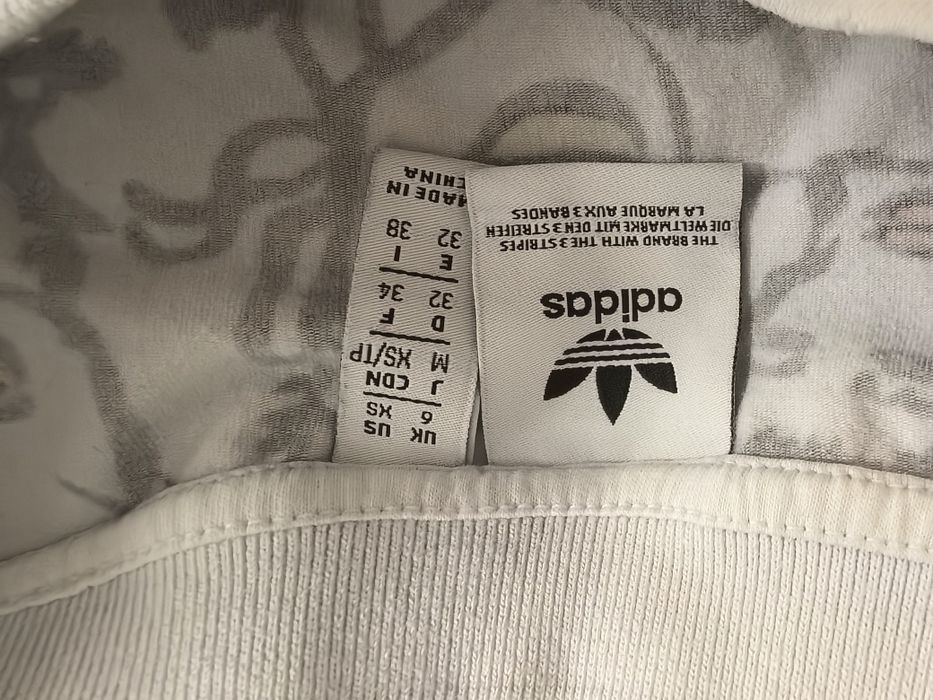 adidas
THE BRAND WITH THE 3 STRIPES
DIE WELTMARKE MIT DEN 3 STREIFEN
LA MARQUE AUX 3 BANDES
UK US
6 XS
J CDN
M XS/TP
D F
32 34
E I
32 38
MADE IN
CHINA